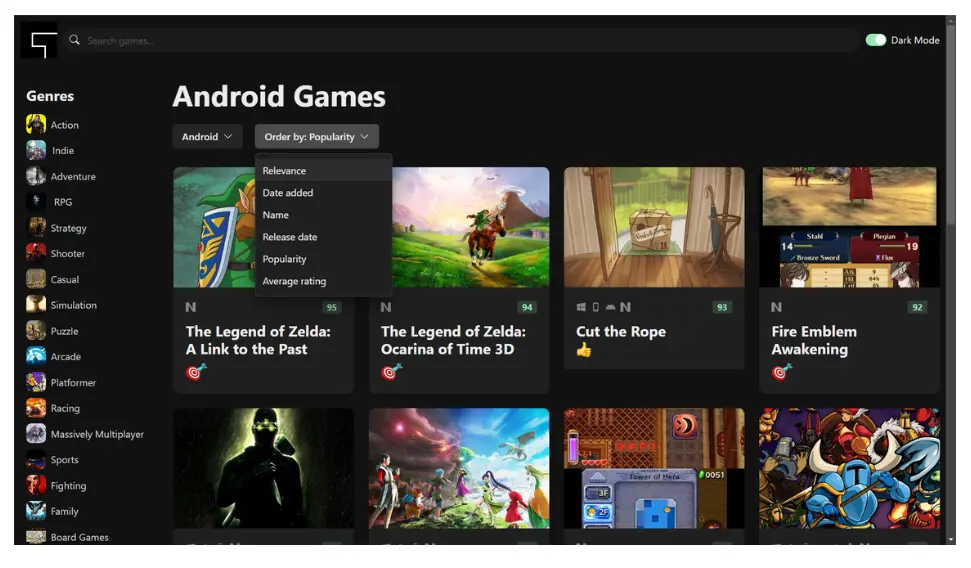 Search games...
Dark Mode
Genres
Action
Indie
Adventure
RPG
Strategy
Shooter
Casual
Simulation
Puzzle
Arcade
Platformer
Racing
Massively Multiplayer
Sports
Fighting
Family
Board Games
Android Games
Android
Order by: Popularity
Relevance
Date added
Name
Release date
Popularity
Average rating
95
The Legend of Zelda:
A Link to the Past
94
The Legend of Zelda:
Ocarina of Time 3D
93
Cut the Rope
Stahl
Plegian
14
19
Bronze Sword
Flux
92
Fire Emblem
Awakening
0051
Tower of Hera
3F
2F